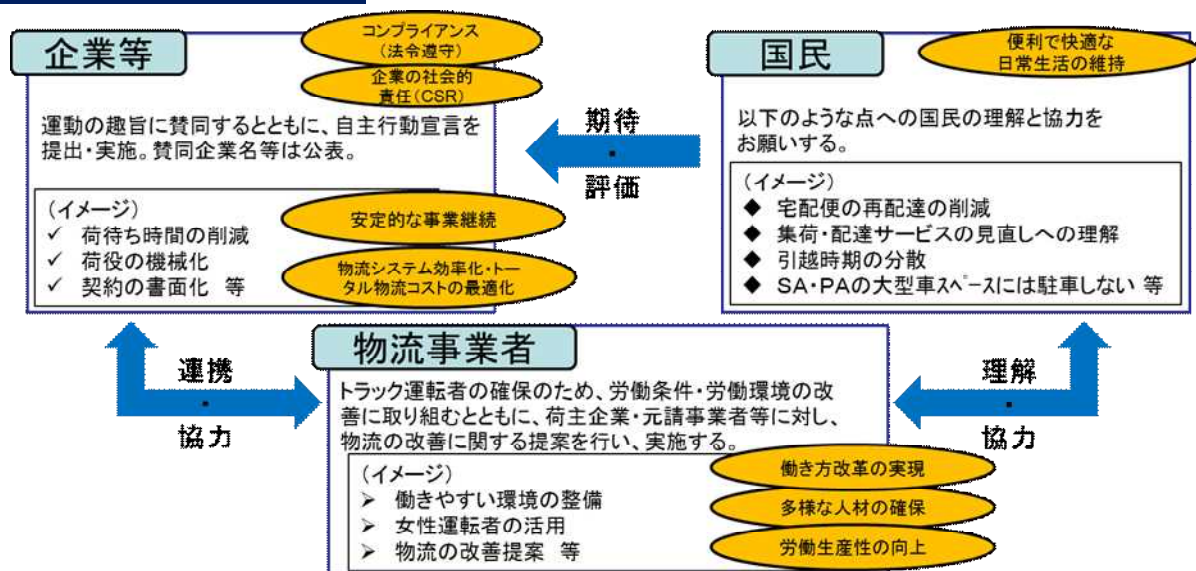 企業等
コンプライアンス
(法令遵守)
企業の社会的
責任(CSR)
運動の趣旨に賛同するとともに、自主行動宣言を
提出・実施。賛同企業名等は公表。
(イメージ)
✓ 荷待ち時間の削減
✓ 荷役の機械化
✓ 契約の書面化 等
安定的な事業継続
物流システム効率化・トー
タル物流コストの最適化
期待
・
評価
国民
便利で快適な
日常生活の維持
以下のような点への国民の理解と協力を
お願いする。
(イメージ)
◆ 宅配便の再配達の削減
◆ 集荷・配達サービスの見直しへの理解
◆ 引越時期の分散
◆ SA・PAの大型車スペースには駐車しない 等
連携
・
協力
物流事業者
トラック運転者の確保のため、労働条件・労働環境の改
善に取り組むとともに、荷主企業・元請事業者等に対し、
物流の改善に関する提案を行い、実施する。
(イメージ)
➢ 働きやすい環境の整備
➢ 女性運転者の活用
➢ 物流の改善提案 等
働き方改革の実現
多様な人材の確保
労働生産性の向上
理解
・
協力